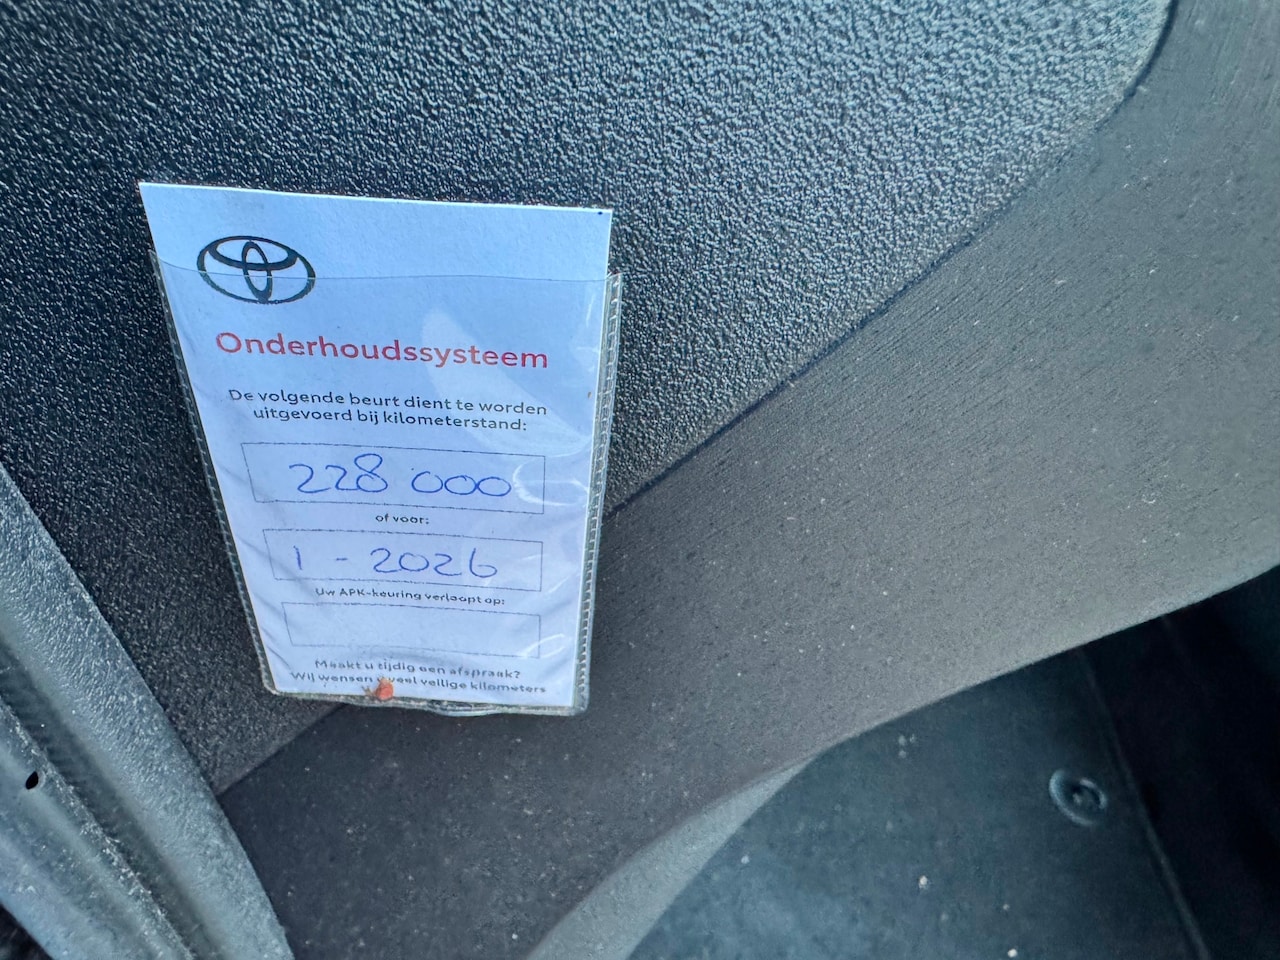 Onderhoudssysteem
De volgende beurt dient te worden
uitgevoerd bij kilometerstand:
228 000
of voor:
1 - 2026
Uw APK-keuring verloopt op:
Maakt u tijdig een afspraak?
Wij wensen u veel veilige kilometers